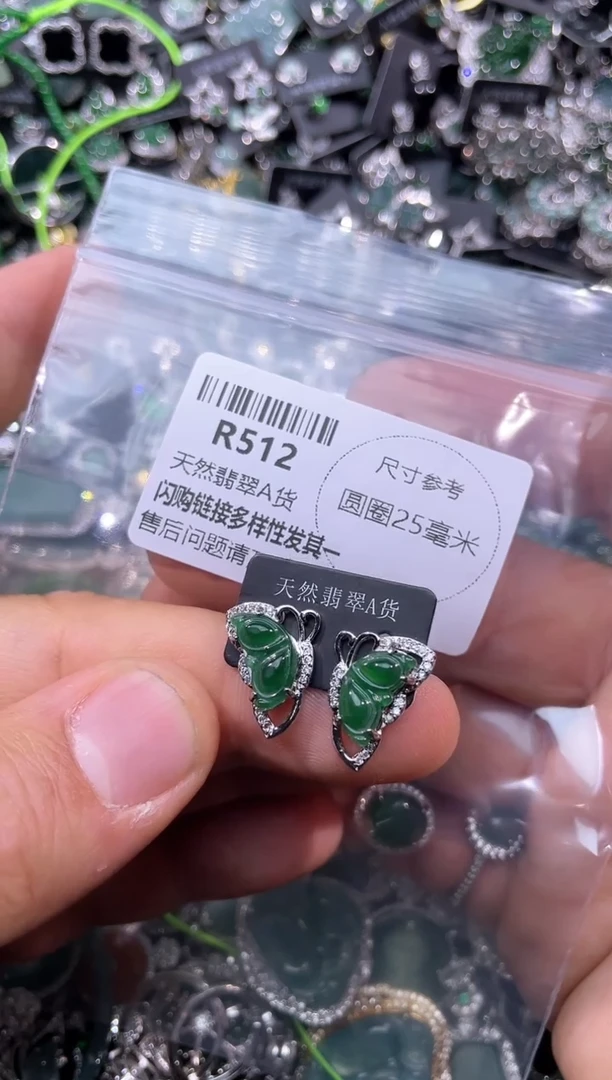 R512
天然翡翠A货
闪购链接多样性发其一
售后问题请
尺寸参考
圆圈25毫米
天然翡翠A货